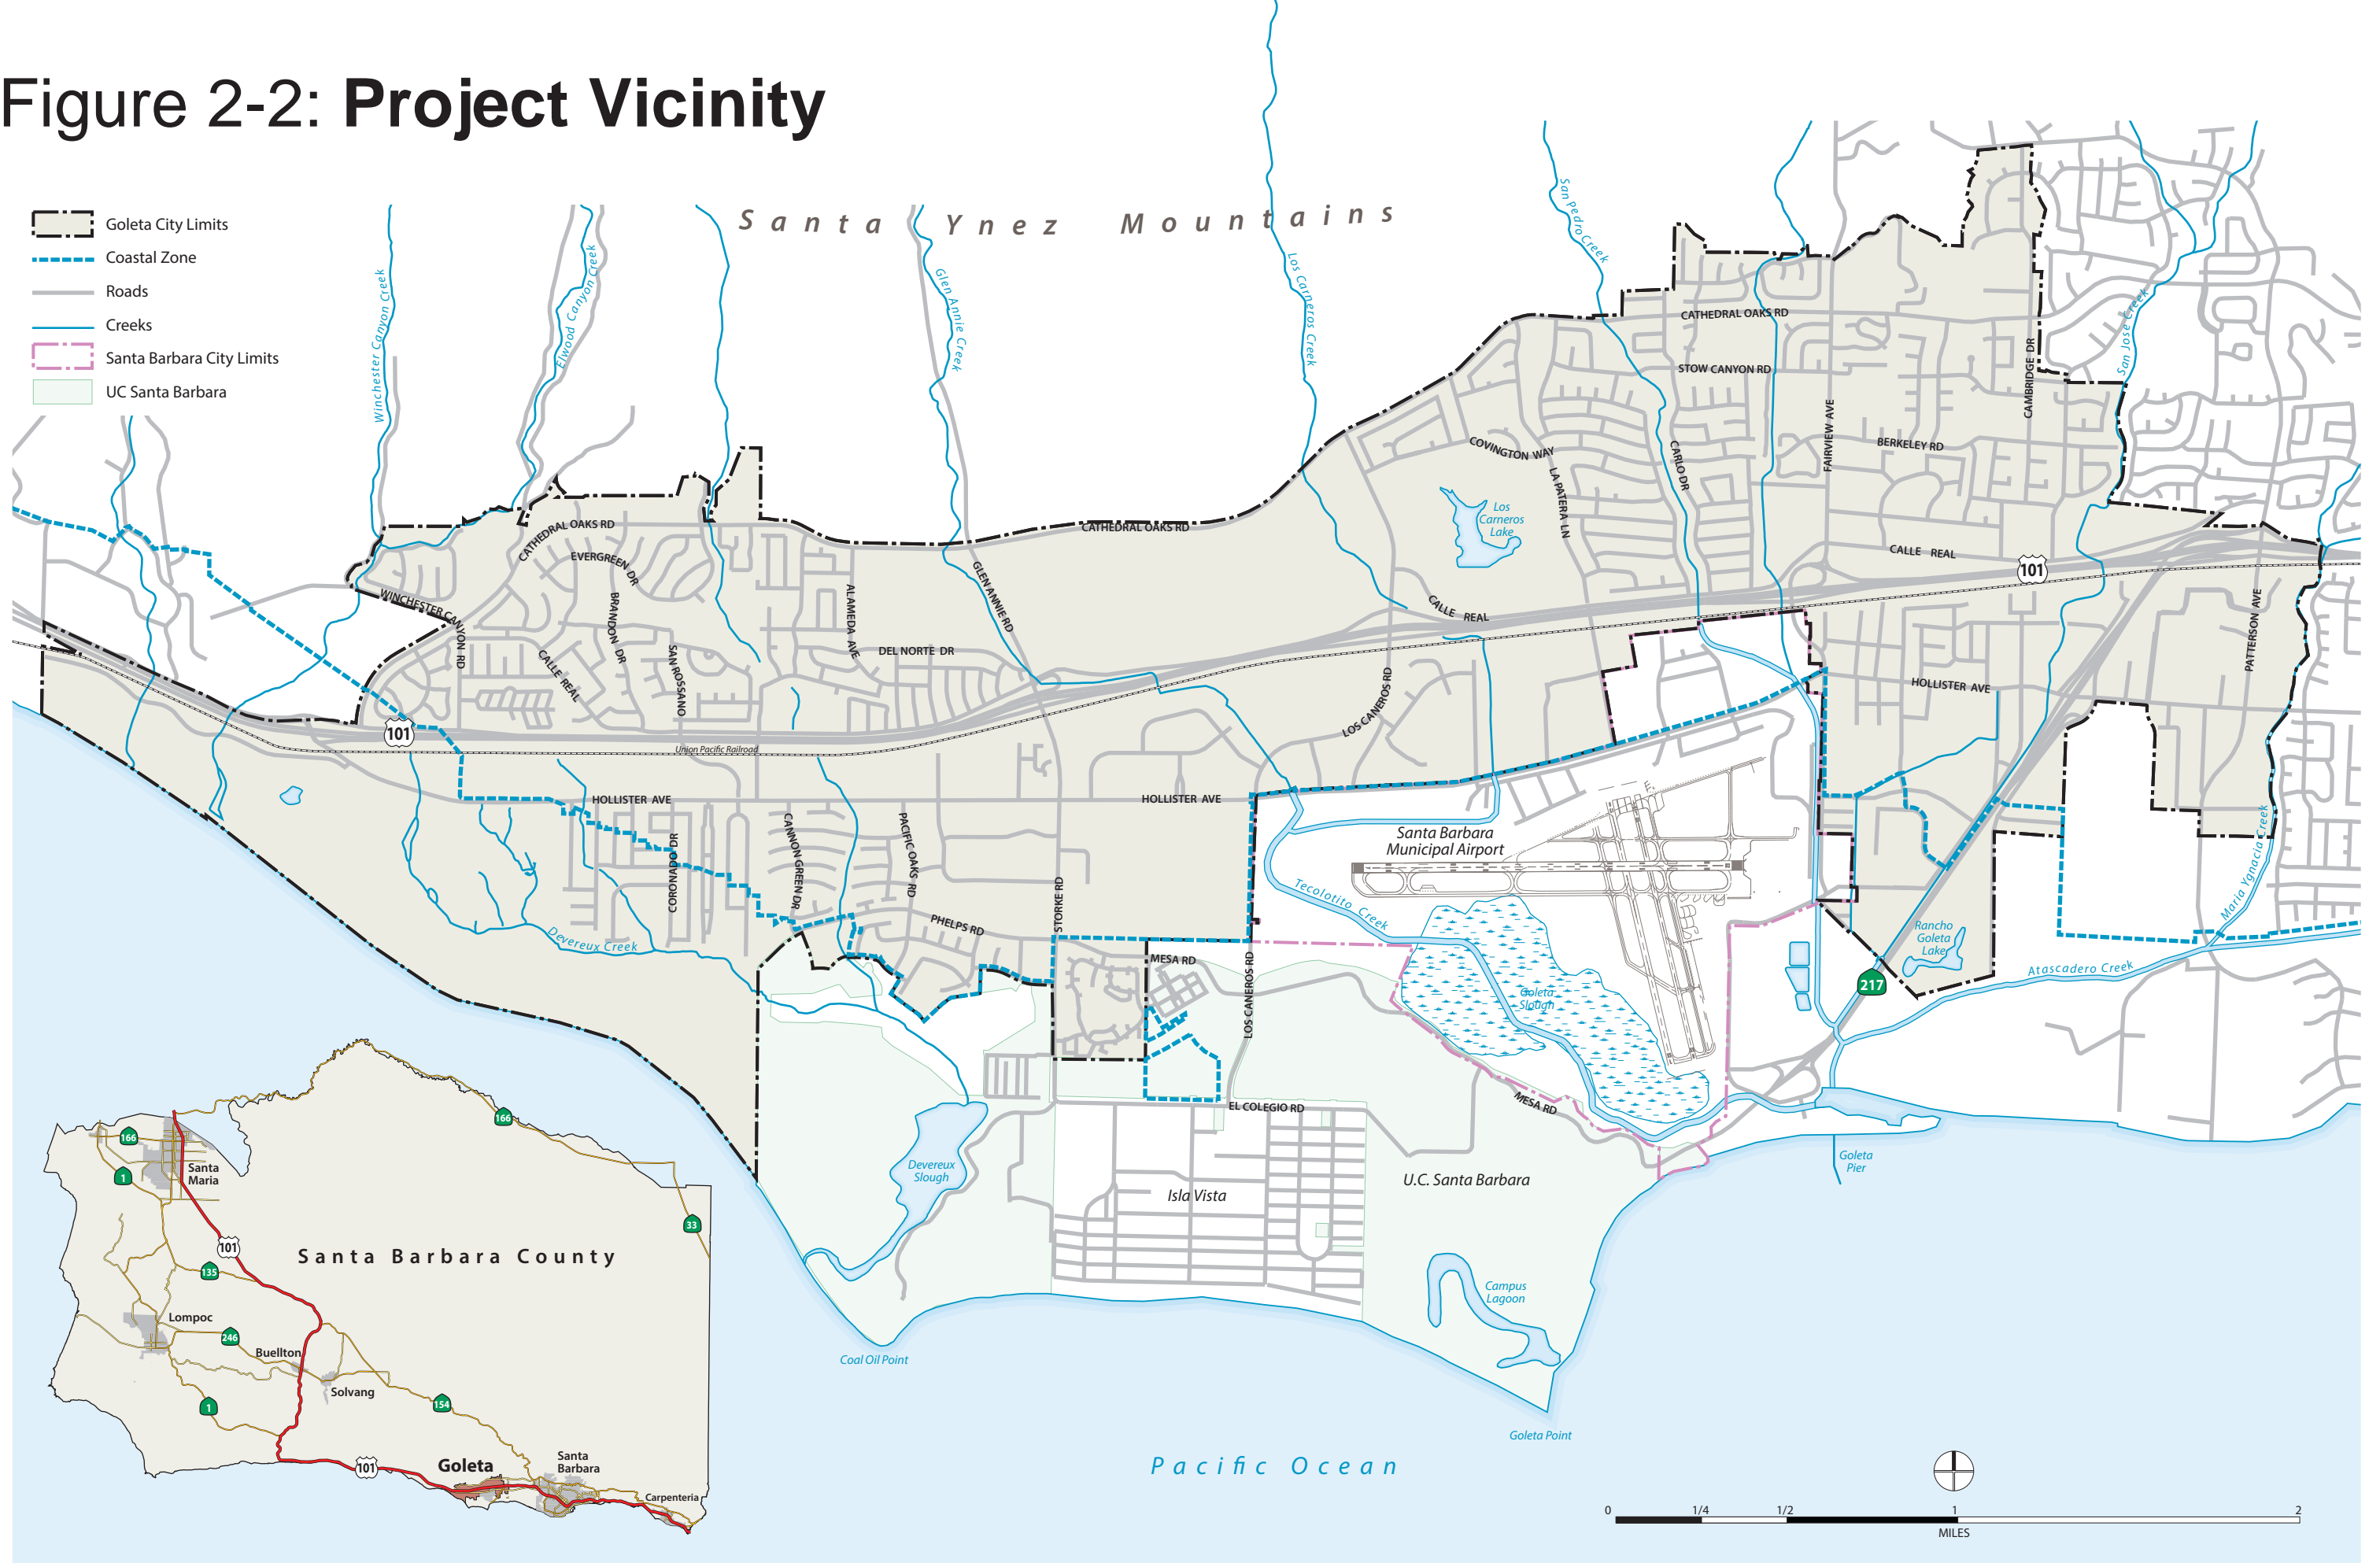 Figure 2-2: Project Vicinity
Goleta City Limits
Coastal Zone
Roads
Creeks
Santa Barbara City Limits
UC Santa Barbara
Santa Ynez Mountains
Winchester Canyon Creek
Elwood Canyon Creek
Glen Annie Creek
Los Carneros Creek
San Pedro Creek
San Jose Creek
CATHEDRAL OAKS RD
STOW CANYON RD
CAMBRIDGE DR
FAIRVIEW AVE
BERKELEY RD
CARLO DR
COVINGTON WAY
LA PATERA LN
Los
Carneros
Lake
CATHEDRAL OAKS RD
CATHEDRAL OAKS RD
EVERGREEN DR
BRANDON DR
WINCHESTER CANYON RD
CALLE REAL
SAN ROSSANO
ALAMEDA AVE
DEL NORTE DR
GLEN ANNIE RD
CALLE REAL
CALLE REAL
101
PATTERSON AVE
HOLLISTER AVE
LOS CANEROS RD
101
Union Pacific Railroad
HOLLISTER AVE
HOLLISTER AVE
CORONADO DR
CANNON GREEN DR
PACIFIC OAKS RD
STORKE RD
PHELPS RD
Devereux Creek
MESA RD
LOS CANEROS RD
Santa Barbara
Municipal Airport
Tecolotito Creek
Goleta
Slough
Rancho
Goleta
Lake
217
Maria Ygnacia Creek
Atascadero Creek
MESA RD
EL COLEGIO RD
Devereux
Slough
Isla Vista
U.C. Santa Barbara
Goleta
Pier
Campus
Lagoon
Coal Oil Point
Goleta Point
Pacific Ocean
0 1/4 1/2 1 2
MILES
166
166
Santa
Maria
1
33
101
Santa Barbara County
135
Lompoc
246
Buellton
Solvang
1
154
Goleta
Santa
Barbara
101
Carpenteria